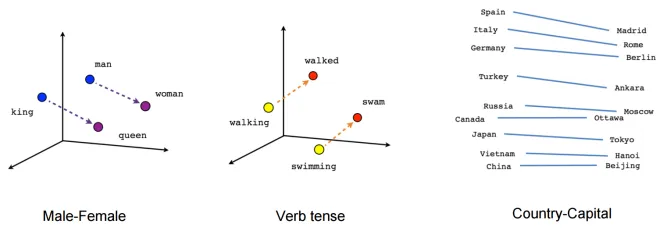 man
woman
king
queen
Male-Female
walked
swam
walking
swimming
Verb tense
Spain
Madrid
Italy
Rome
Germany
Berlin
Turkey
Ankara
Russia
Moscow
Canada
Ottawa
Japan
Tokyo
Vietnam
Hanoi
China
Beijing
Country-Capital